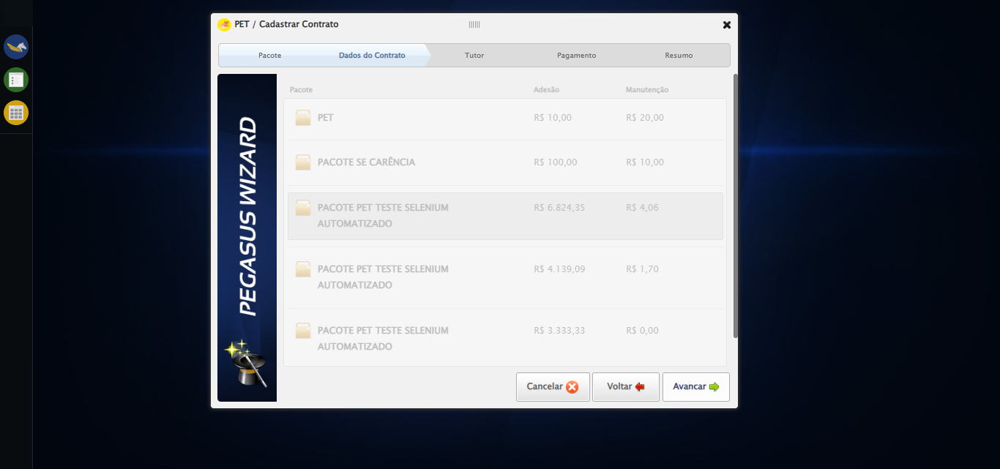 PET / Cadastrar Contrato
Pacote
Dados do Contrato
Tutor
Pagamento
Resumo
PEGASUS WIZARD
Pacote
Adesão
Manutenção
PET
R$ 10,00
R$ 20,00
PACOTE SE CARÊNCIA
R$ 100,00
R$ 10,00
PACOTE PET TESTE SELENIUM
AUTOMATIZADO
R$ 6.824,35
R$ 4,06
PACOTE PET TESTE SELENIUM
AUTOMATIZADO
R$ 4.139,09
R$ 1,70
PACOTE PET TESTE SELENIUM
AUTOMATIZADO
R$ 3.333,33
R$ 0,00
Cancelar
Voltar
Avancar